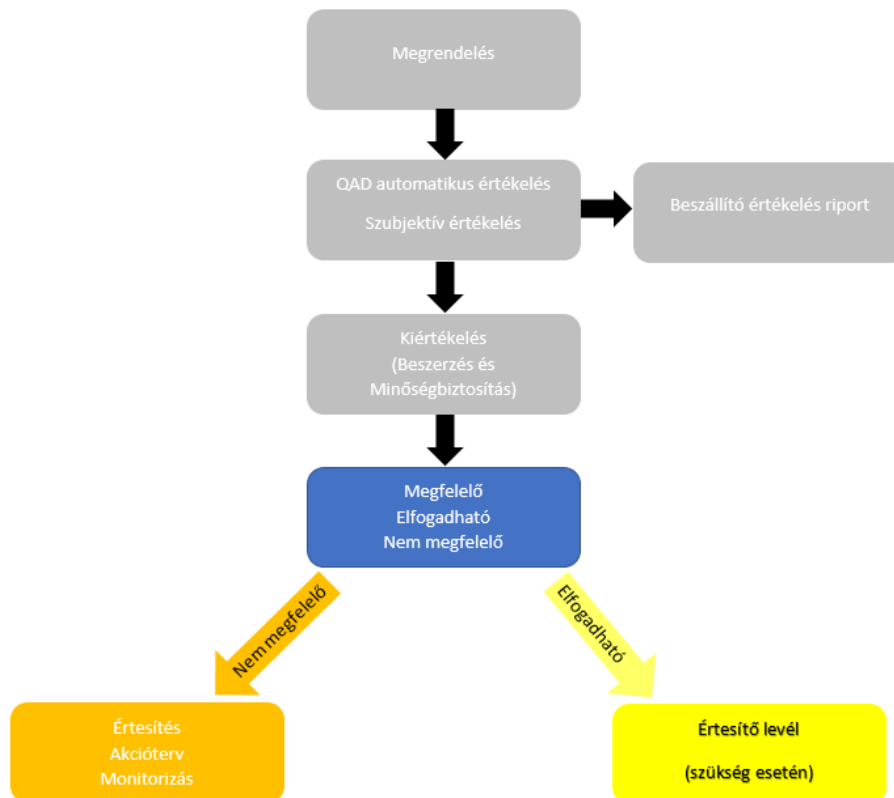 Megrendelés
QAD automatikus értékelés
Szubjektív értékelés
Beszállító értékelés riport
Kiértékelés
(Beszerzés és
Minőségbiztosítás)
Megfelelő
Elfogadható
Nem megfelelő
Nem megfelelő
Elfogadható
Értesítés
Akcióterv
Monitorizás
Értesítő levél
(szükség esetén)